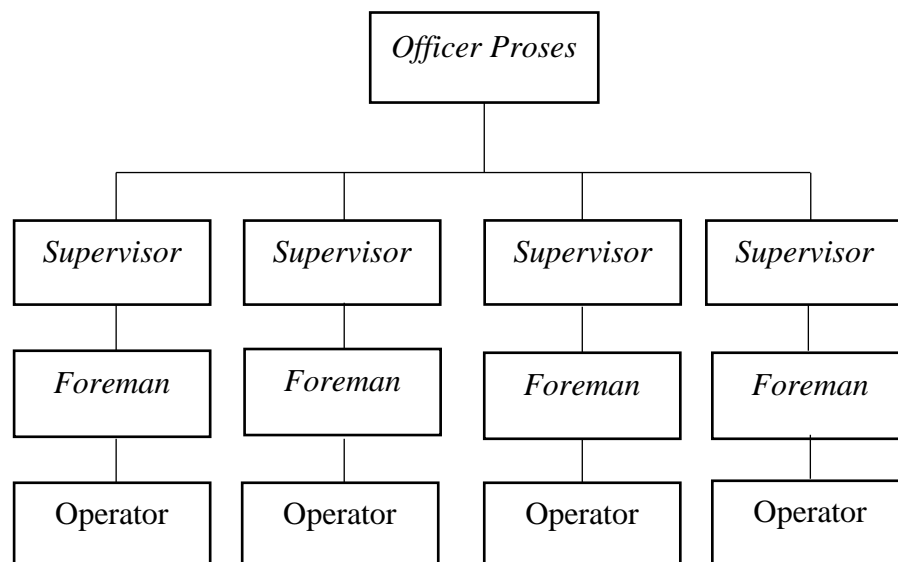 Officer Proses
Supervisor
Supervisor
Supervisor
Supervisor
Foreman
Foreman
Foreman
Foreman
Operator
Operator
Operator
Operator